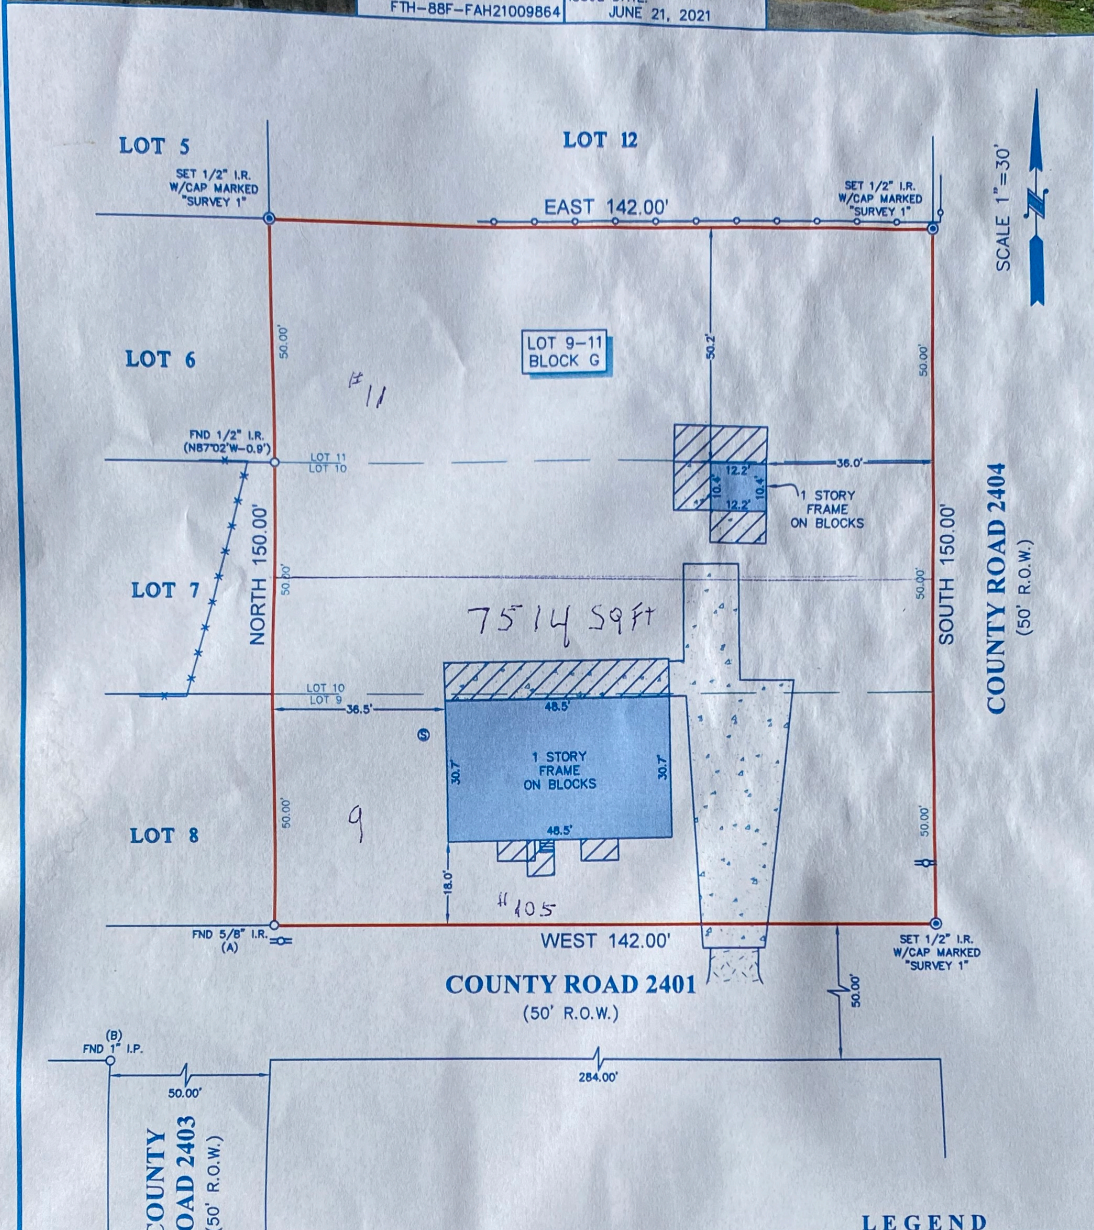 FTH-88F-FAH21009864
JUNE 21, 2021
LOT 5
LOT 12
SET 1/2" I.R.
W/CAP MARKED
"SURVEY 1"
SET 1/2" I.R.
W/CAP MARKED
"SURVEY 1"
EAST 142.00'
SCALE 1"=30'
LOT 6
50.00'
LOT 9-11
BLOCK G
50.2'
50.00'
#11
FND 1/2" I.R.
(N87°02'W-0.9')
LOT 11
LOT 10
36.0'
12.2'
10.4'
10.4'
12.2'
1 STORY
FRAME
ON BLOCKS
LOT 7
NORTH 150.00'
50.00'
50.00'
SOUTH 150.00'
COUNTY ROAD 2404
(50' R.O.W.)
7514 SQ Ft
LOT 10
LOT 9
36.5'
48.5'
S
30.7'
1 STORY
FRAME
ON BLOCKS
30.7'
LOT 8
50.00'
9
48.5'
50.00'
18.0'
#105
FND 5/8" I.R.
(A)
WEST 142.00'
SET 1/2" I.R.
W/CAP MARKED
"SURVEY 1"
COUNTY ROAD 2401
(50' R.O.W.)
50.00'
(B)
FND 1" I.P.
50.00'
284.00'
COUNTY
ROAD 2403
(50' R.O.W.)
LEGEND